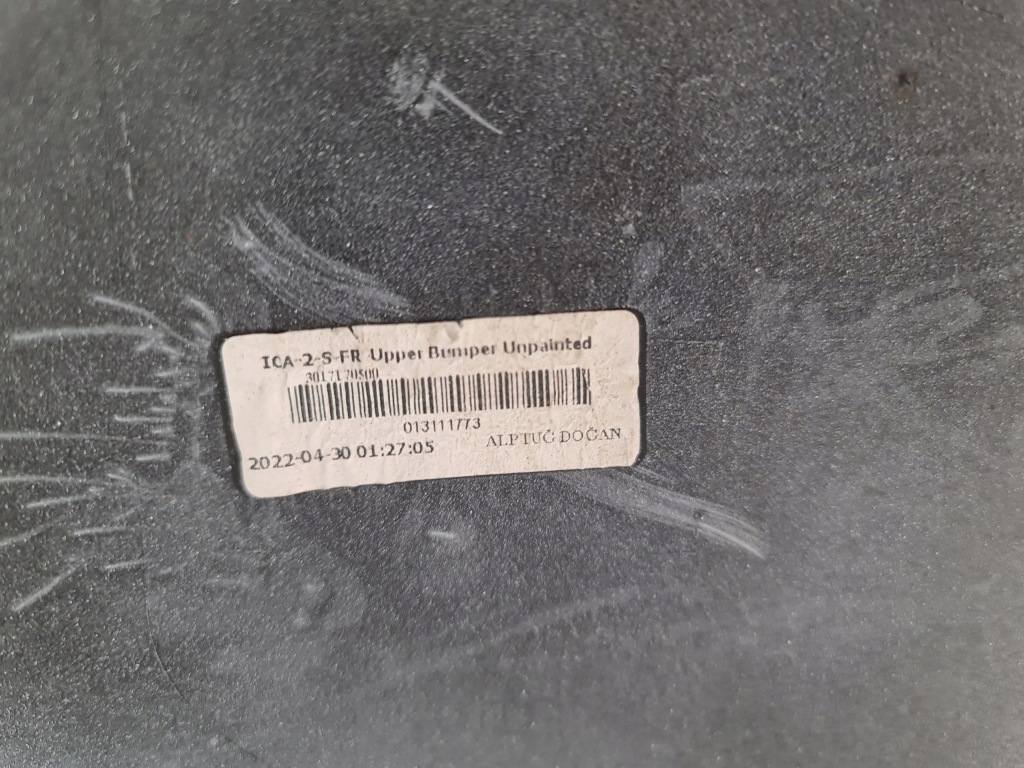 ICA-2-S-FR Upper Bumper Unpainted
3017170500
013111773
2022-04-30 01:27:05 ALPTUĞ DOĞAN